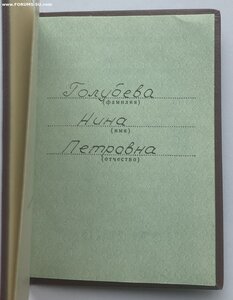 www.FORUMS-SU.com
Голубева
(фамилия)
Нина
(имя)
Петровна
(отчество)